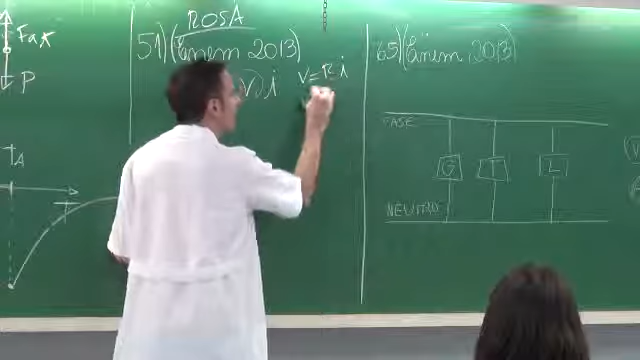 Fat
P
A
T
ROSA
51) (Enem 2013)
V) i
V = R i
65) (Enem 2013)
FASE
G T L
NEUTRO